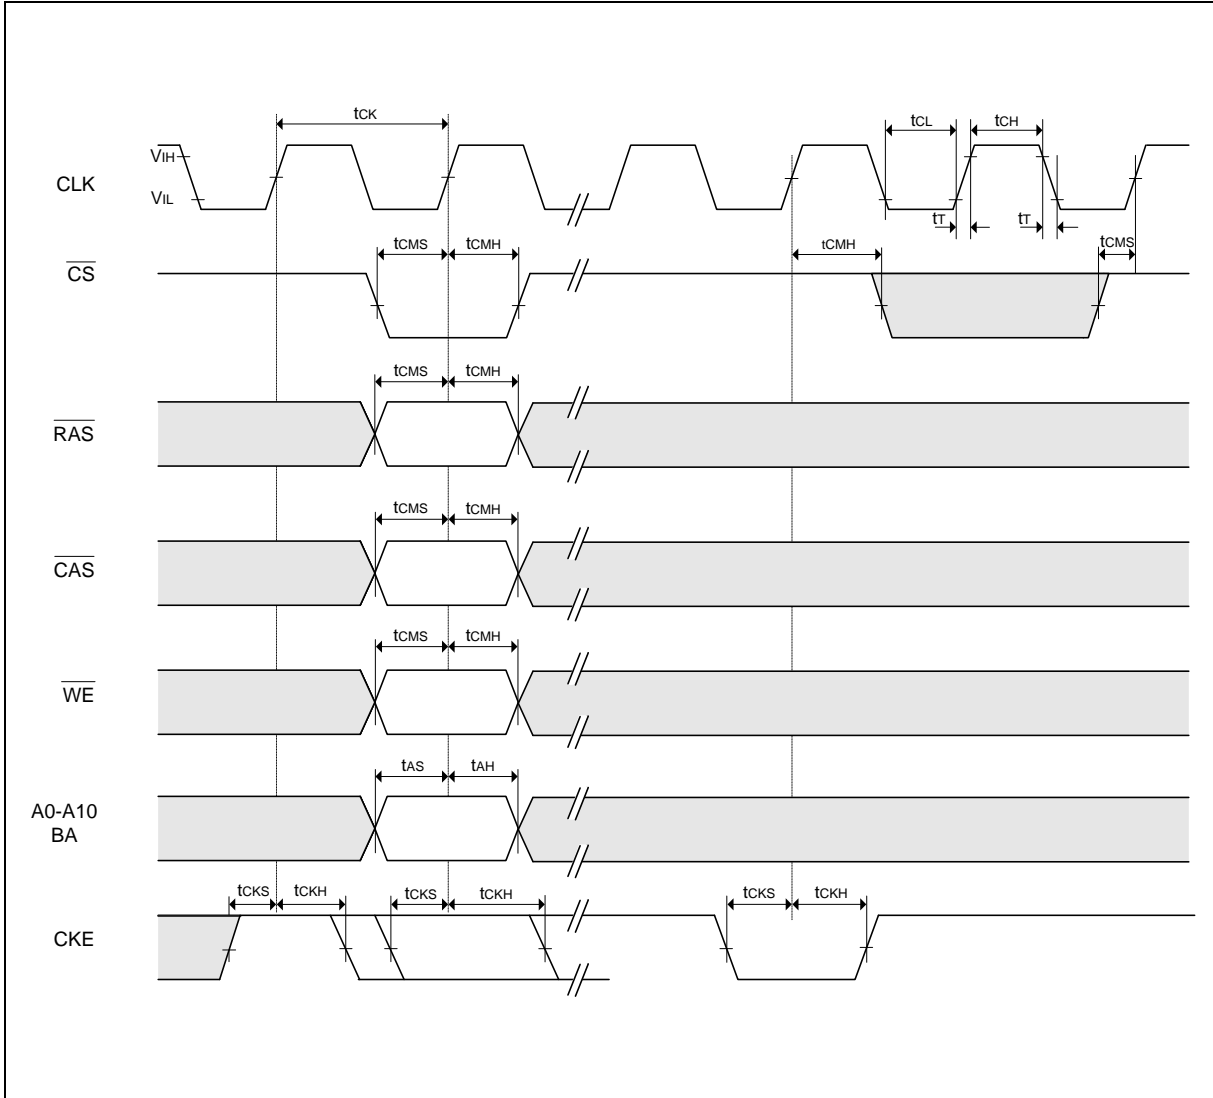 tCK
tCL tCH
VIH
CLK
VIL
tT tT
tCMS tCMH tCMH tCMS
CS
tCMS tCMH
RAS
tCMS tCMH
CAS
tCMS tCMH
WE
tAS tAH
A0-A10
BA
tCKS tCKH tCKS tCKH tCKS tCKH
CKE